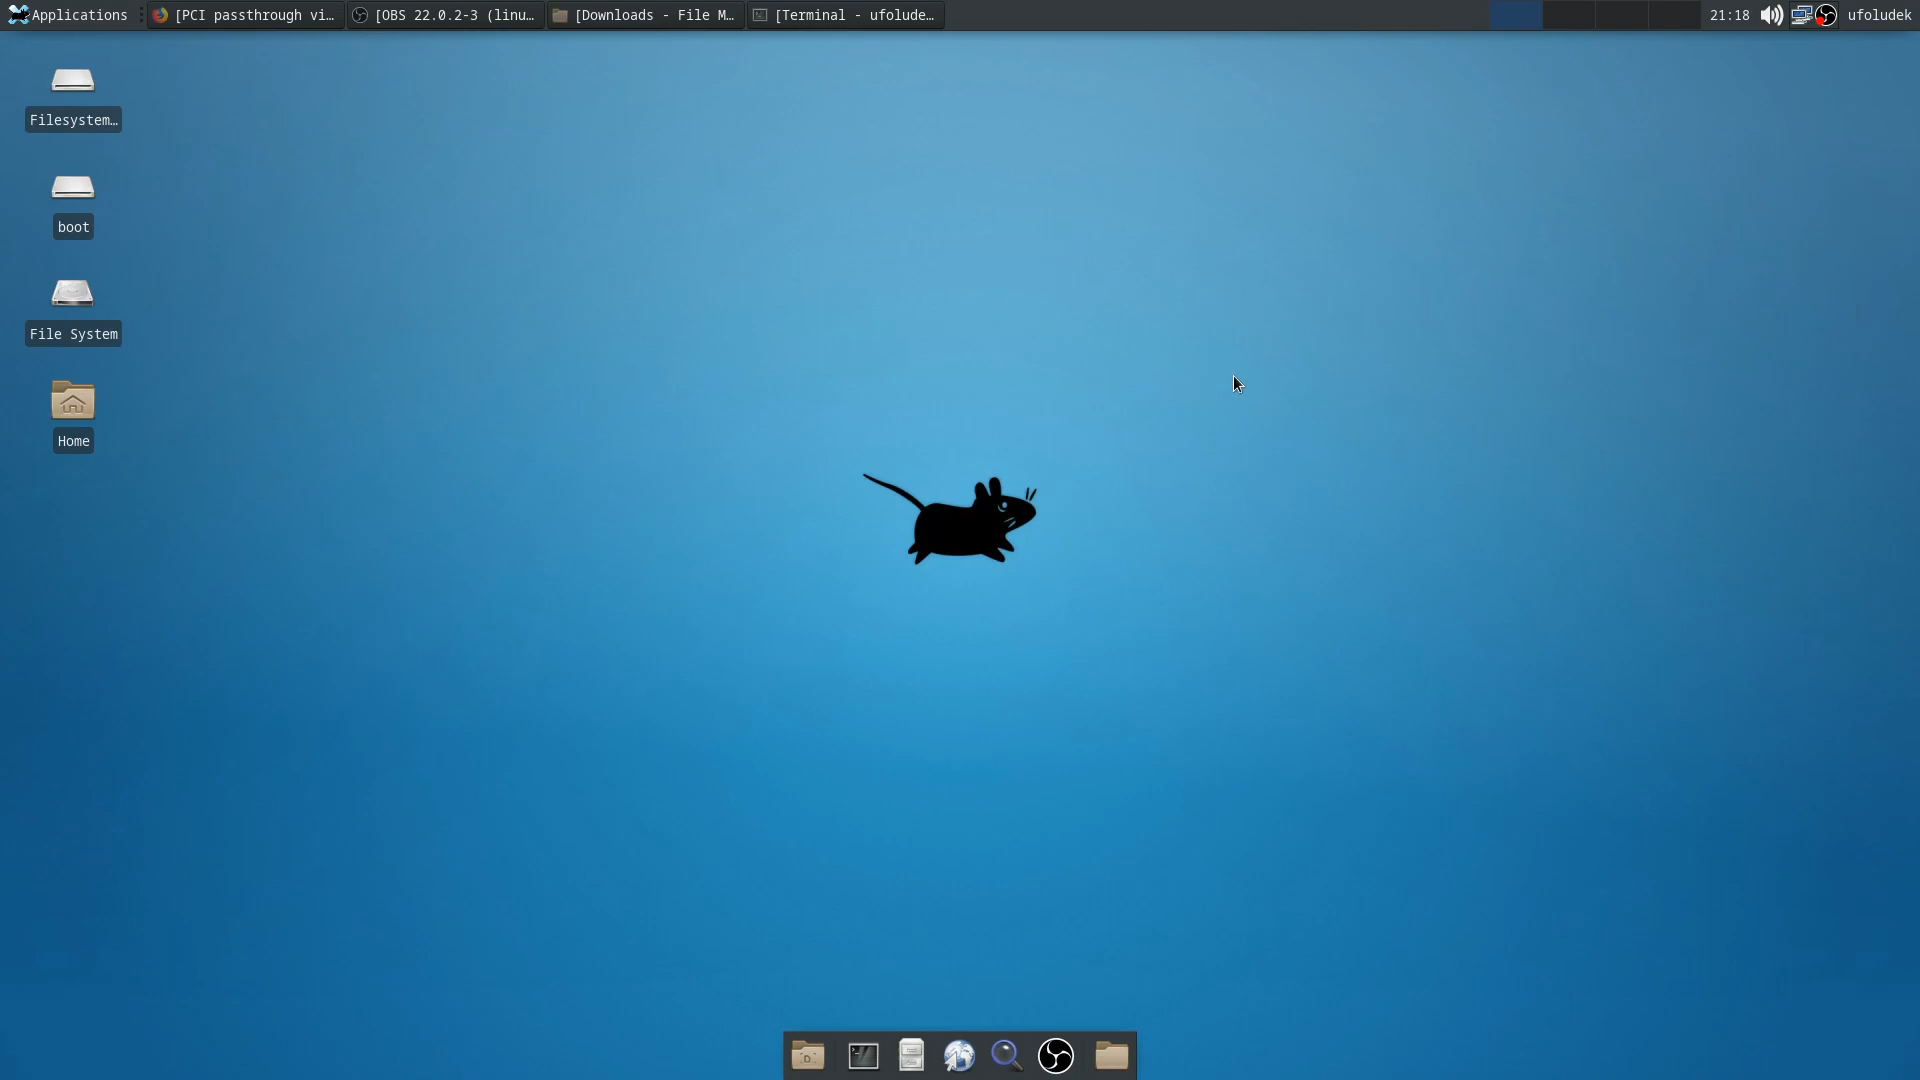 Applications
[PCI passthrough vi…
[OBS 22.0.2-3 (linu…
[Downloads - File M…
[Terminal - ufolude…
21:18
ufoludek
Filesystem…
boot
File System
Home